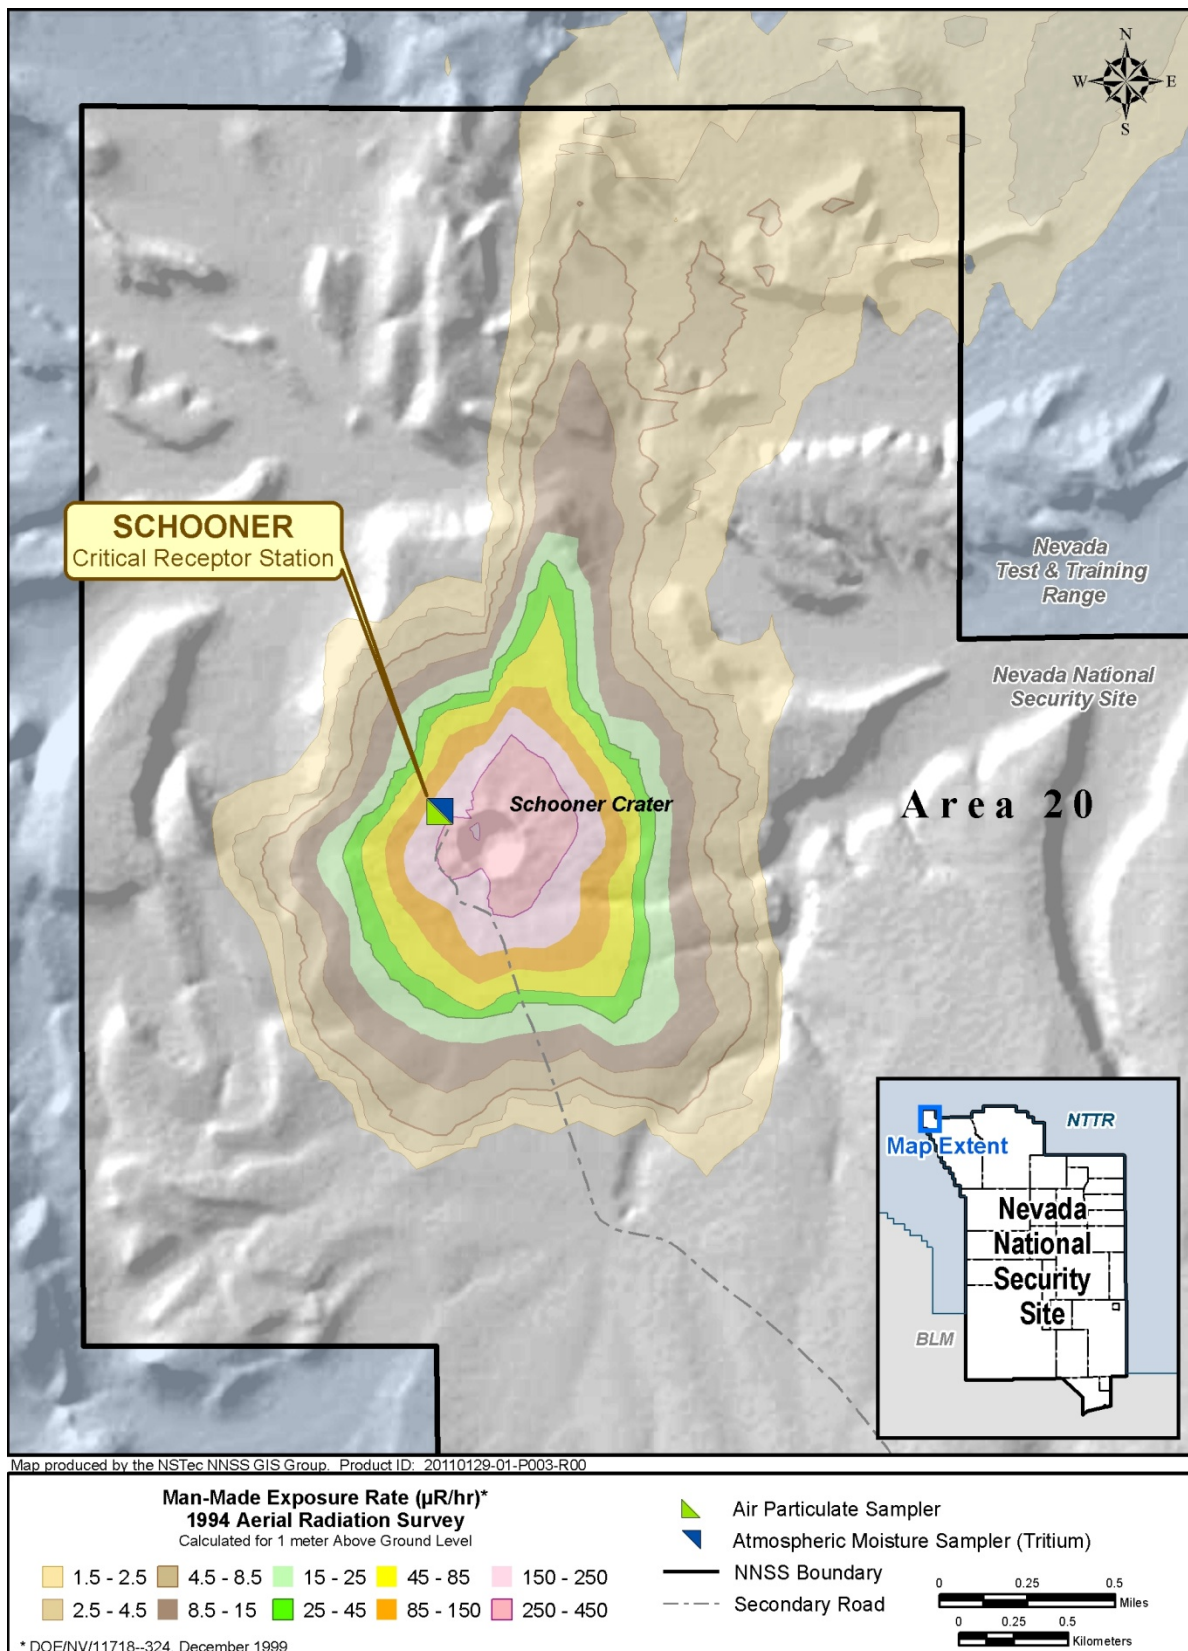 N
W E
S
SCHOONER
Critical Receptor Station
Nevada
Test & Training
Range
Nevada National
Security Site
Schooner Crater
Area 20
NTTR
Map Extent
Nevada
National
Security
Site
BLM
Map produced by the NSTec NNSS GIS Group. Product ID: 20110129-01-P003-R00
Man-Made Exposure Rate (µR/hr)*
1994 Aerial Radiation Survey
Calculated for 1 meter Above Ground Level
1.5 - 2.5 4.5 - 8.5 15 - 25 45 - 85 150 - 250
2.5 - 4.5 8.5 - 15 25 - 45 85 - 150 250 - 450
* DOE/NV/11718--324, December 1999
Air Particulate Sampler
Atmospheric Moisture Sampler (Tritium)
NNSS Boundary
Secondary Road
0 0.25 0.5
Miles
0 0.25 0.5
Kilometers